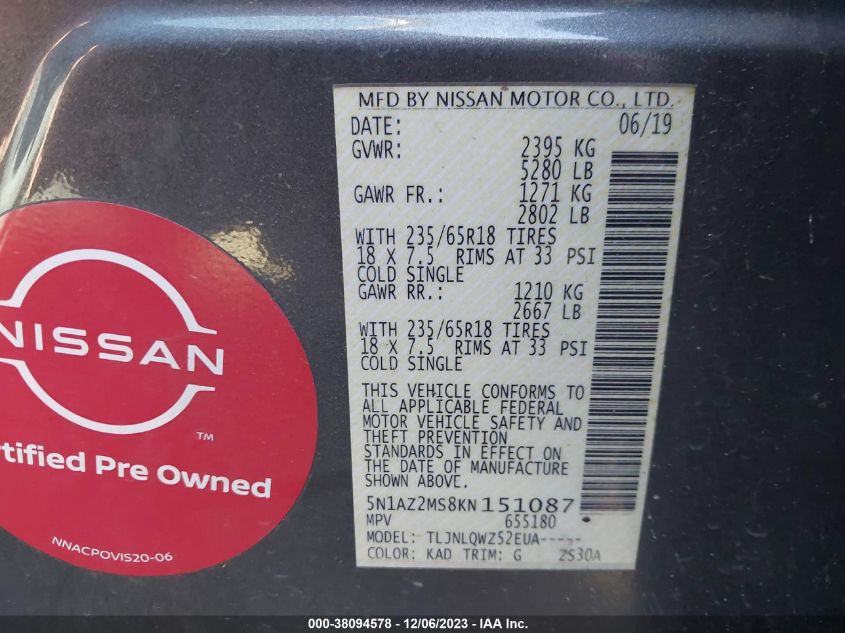 MFD BY NISSAN MOTOR CO., LTD.
DATE: 06/19
GVWR: 2395 KG
5280 LB
GAWR FR.: 1271 KG
2802 LB
WITH 235/65R18 TIRES
18 X 7.5 RIMS AT 33 PSI
COLD SINGLE
GAWR RR.: 1210 KG
2667 LB
WITH 235/65R18 TIRES
18 X 7.5 RIMS AT 33 PSI
COLD SINGLE
THIS VEHICLE CONFORMS TO
ALL APPLICABLE FEDERAL
MOTOR VEHICLE SAFETY AND
THEFT PREVENTION
STANDARDS IN EFFECT ON
THE DATE OF MANUFACTURE
SHOWN ABOVE.
5N1AZ2MS8KN151087
MPV 655180
MODEL: TLJNLQWZ52EUA-----
COLOR: KAD TRIM: G 2S30A
NISSAN
TM
rtified Pre Owned
NNACPOVIS20-06
000-38094578 - 12/06/2023 - IAA Inc.